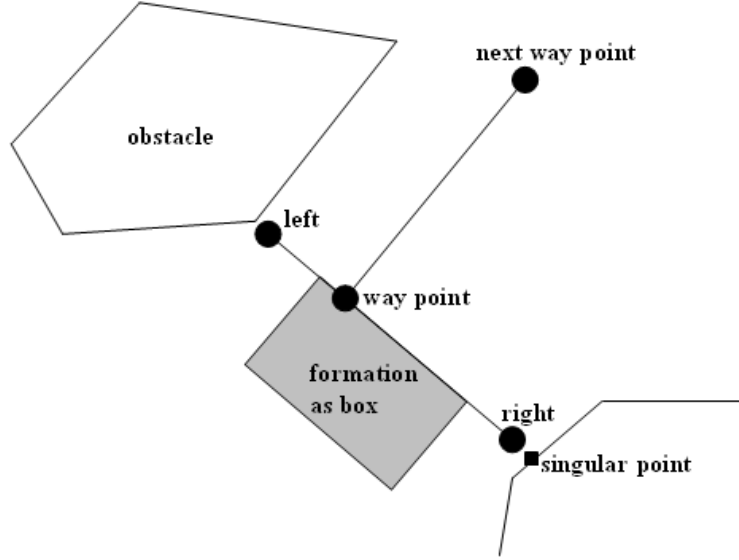 next way point
obstacle
left
way point
formation
as box
right
singular point